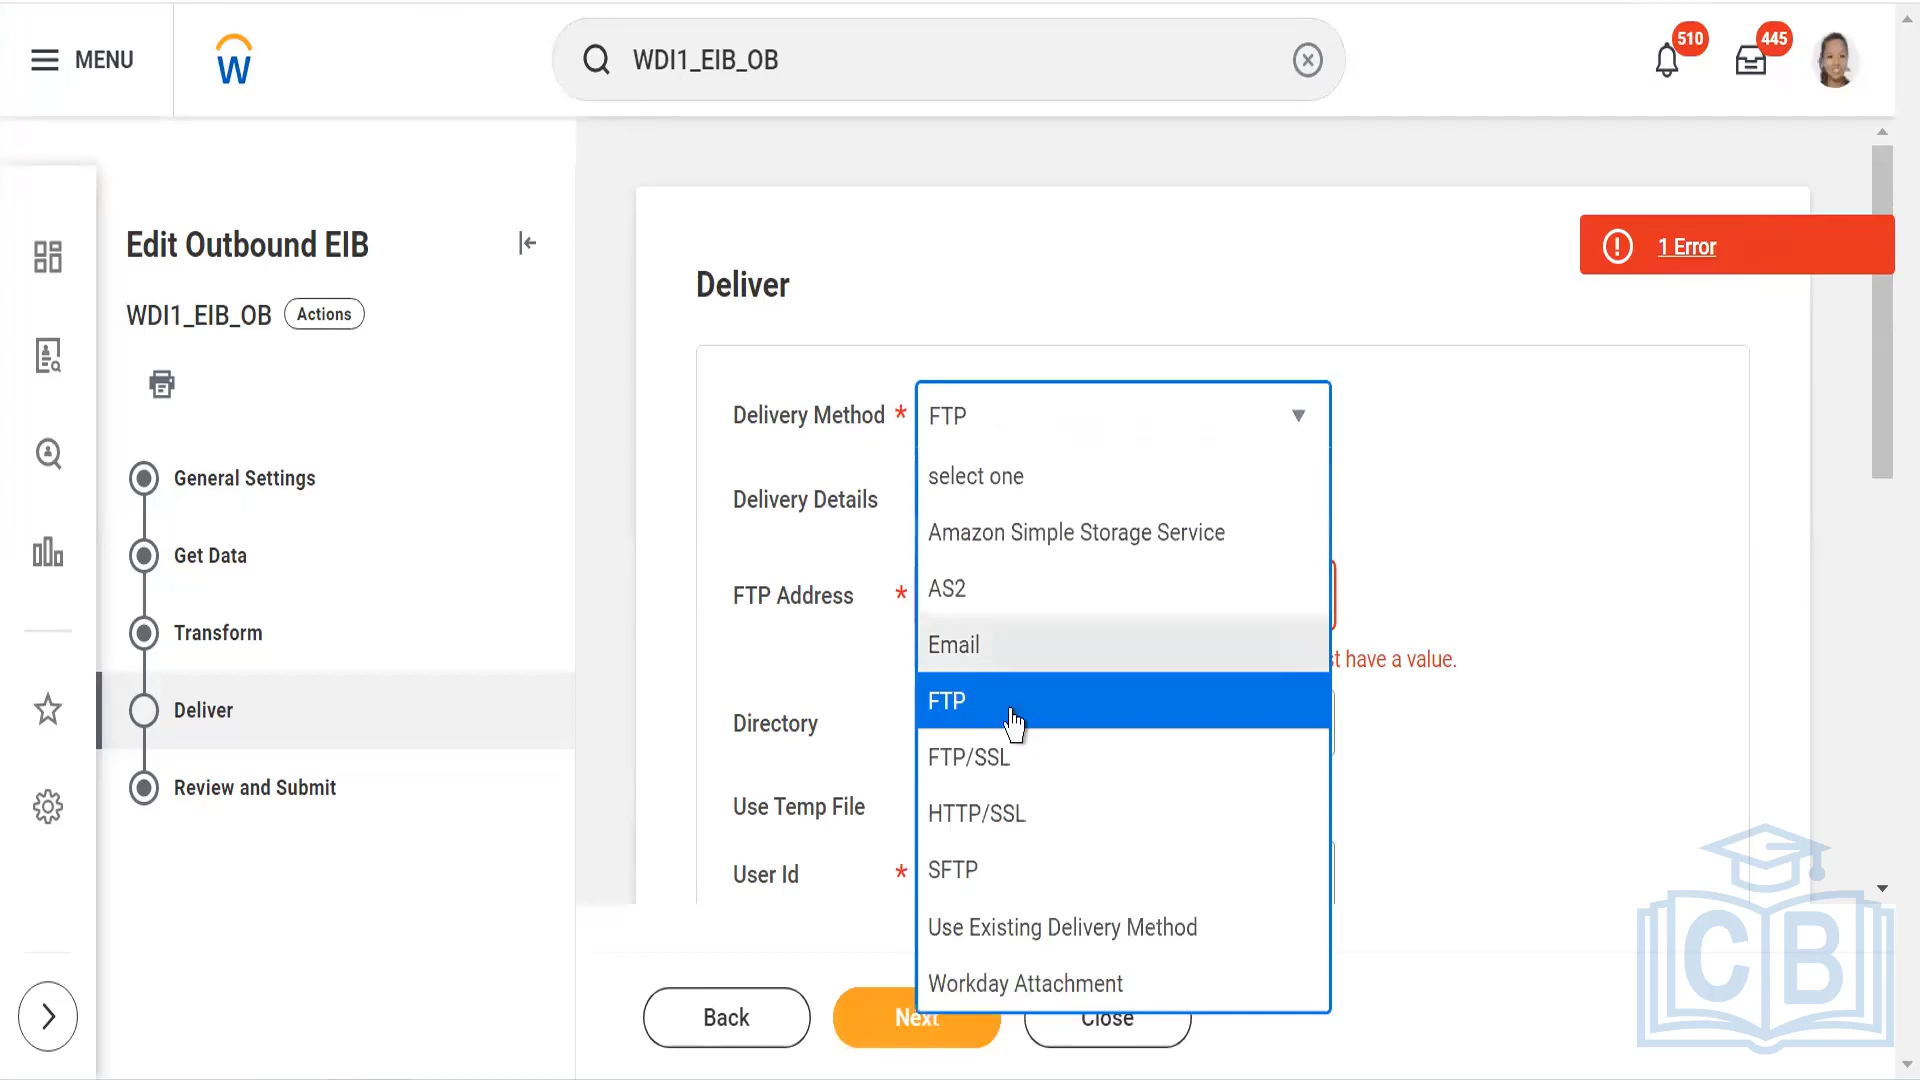 MENU
W
WDI1_EIB_OB
510
445
Edit Outbound EIB
WDI1_EIB_OB
Actions
General Settings
Get Data
Transform
Deliver
Review and Submit
1 Error
Deliver
Delivery Method *
FTP
select one
Delivery Details
Amazon Simple Storage Service
AS2
FTP Address *
Email
t have a value.
FTP
Directory
FTP/SSL
Use Temp File
HTTP/SSL
User Id *
SFTP
Use Existing Delivery Method
Workday Attachment
Back
Next
Close
CB